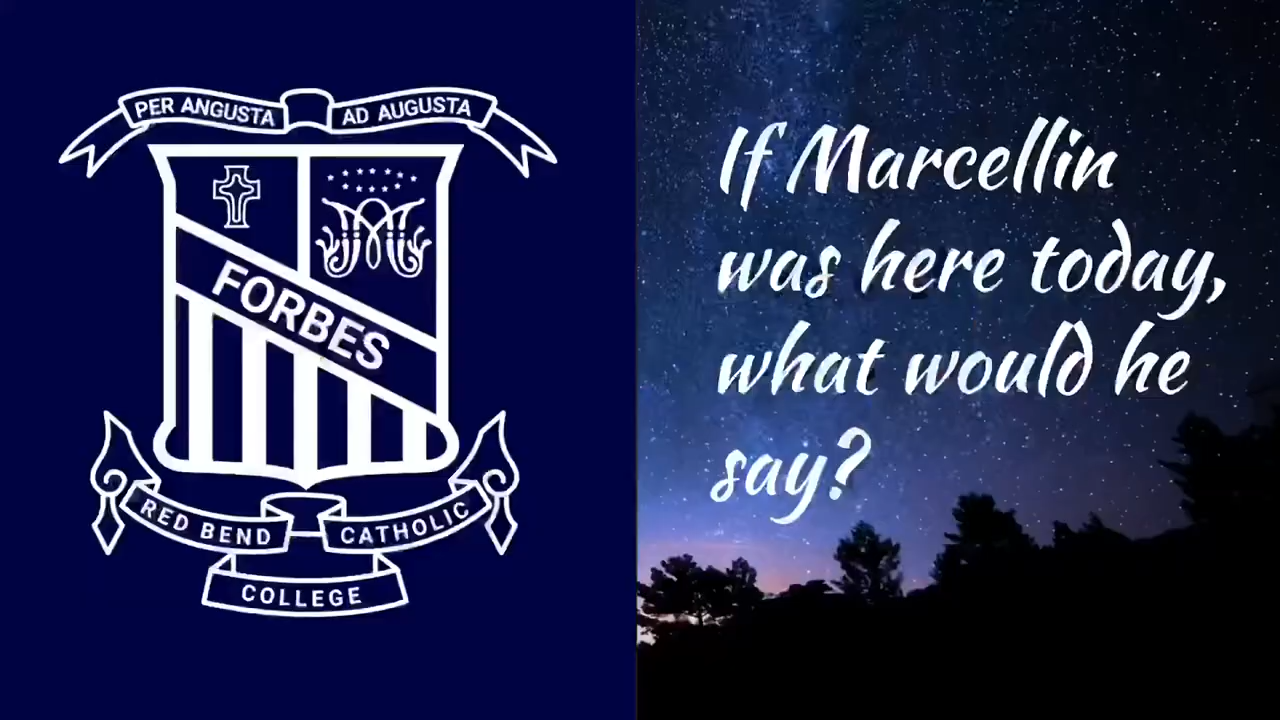 PER ANGUSTA AD AUGUSTA
FORBES
RED BEND CATHOLIC
COLLEGE
If Marcellin
was here today,
what would he
say?